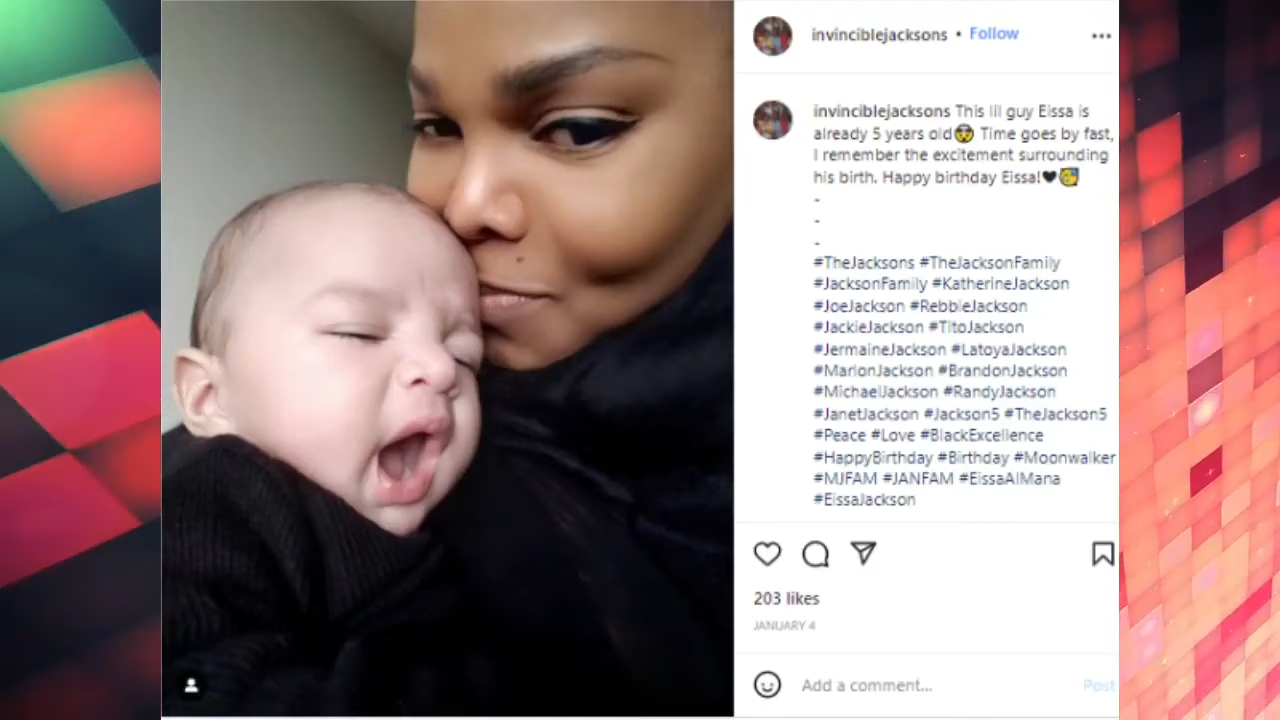 invinciblejacksons • Follow
invinciblejacksons This lil guy Eissa is
already 5 years old😳 Time goes by fast,
I remember the excitement surrounding
his birth. Happy birthday Eissa!🖤🥳
-
-
-
#TheJacksons #TheJacksonFamily
#JacksonFamily #KatherineJackson
#JoeJackson #RebbieJackson
#JackieJackson #TitoJackson
#JermaineJackson #LatoyaJackson
#MarlonJackson #BrandonJackson
#MichaelJackson #RandyJackson
#JanetJackson #Jackson5 #TheJackson5
#Peace #Love #BlackExcellence
#HappyBirthday #Birthday #Moonwalker
#MJFAM #JANFAM #EissaAlMana
#EissaJackson
203 likes
JANUARY 4
Add a comment... Post